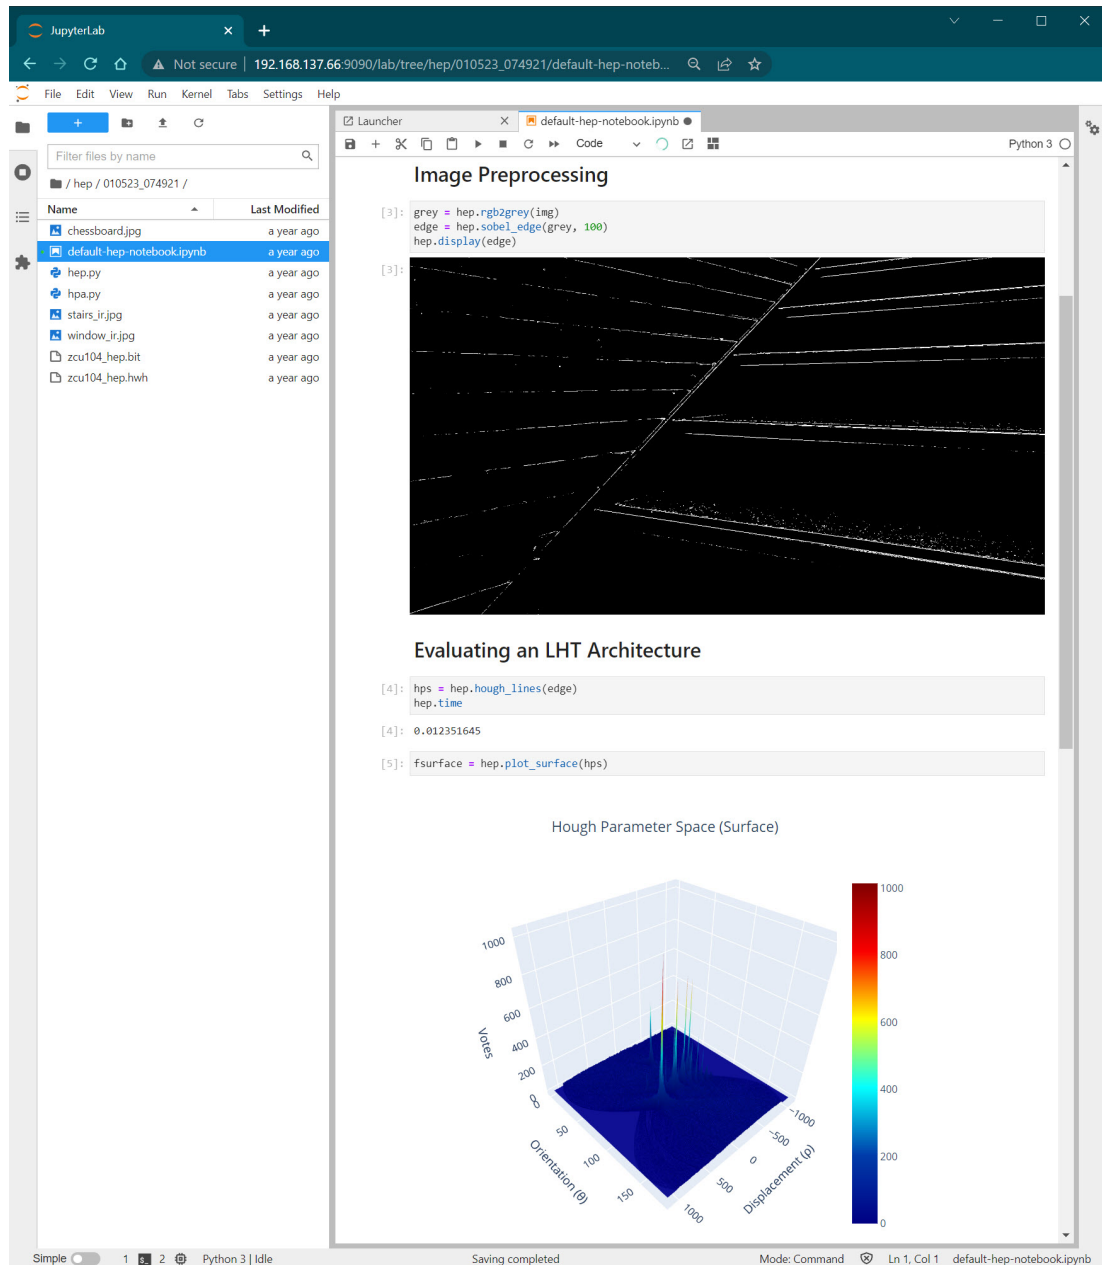 JupyterLab
Not secure | 192.168.137.66:9090/lab/tree/hep/010523_074921/default-hep-noteb...
File Edit View Run Kernel Tabs Settings Help
Filter files by name
/ hep / 010523_074921 /
Name Last Modified
chessboard.jpg a year ago
default-hep-notebook.ipynb a year ago
hep.py a year ago
hpa.py a year ago
stairs_ir.jpg a year ago
window_ir.jpg a year ago
zcu104_hep.bit a year ago
zcu104_hep.hwh a year ago
Launcher
default-hep-notebook.ipynb
Code
Python 3
Image Preprocessing
[3]: grey = hep.rgb2grey(img)
edge = hep.sobel_edge(grey, 100)
hep.display(edge)
[3]:
Evaluating an LHT Architecture
[4]: hps = hep.hough_lines(edge)
hep.time
[4]: 0.012351645
[5]: fsurface = hep.plot_surface(hps)
Hough Parameter Space (Surface)
1000
800
600
400
200
0
Votes
0
50
100
150
Orientation (θ)
−1000
−500
0
500
1000
Displacement (ρ)
1000
800
600
400
200
0
Simple 1 $_ 2 Python 3 | Idle Saving completed Mode: Command Ln 1, Col 1 default-hep-notebook.ipynb